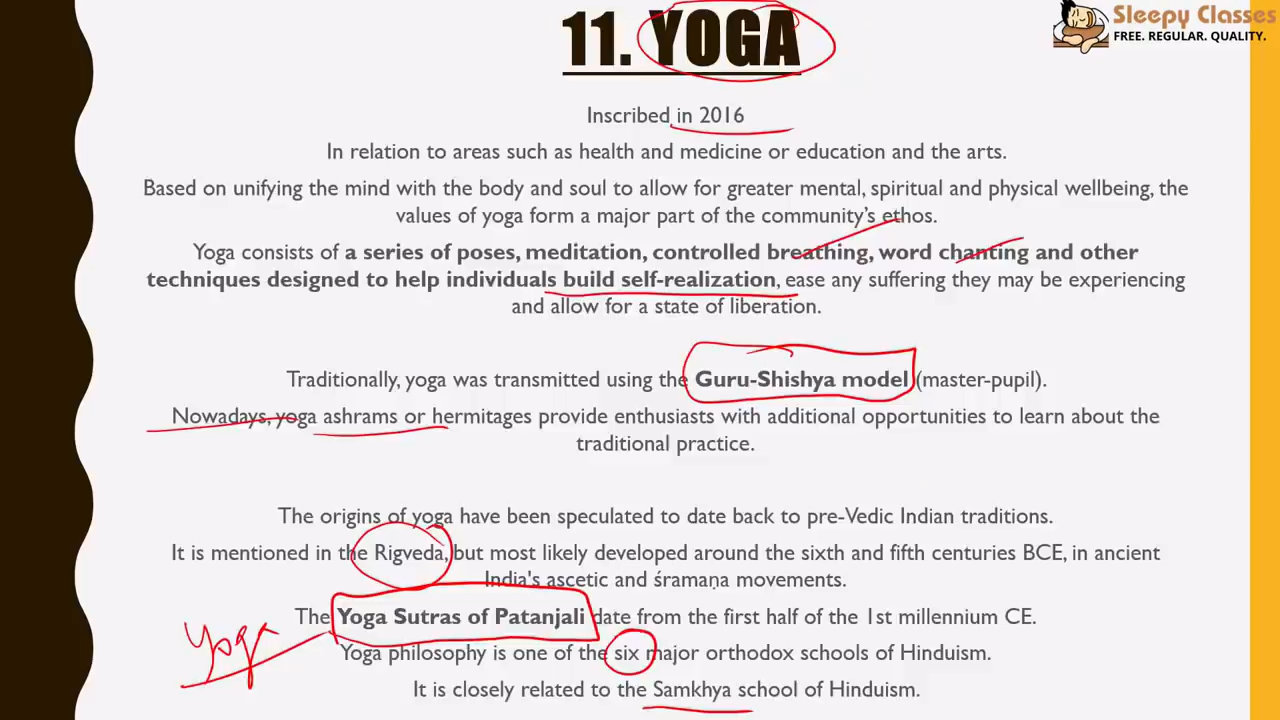 11. YOGA
Sleepy Classes
FREE. REGULAR. QUALITY.
Inscribed in 2016
In relation to areas such as health and medicine or education and the arts.
Based on unifying the mind with the body and soul to allow for greater mental, spiritual and physical wellbeing, the
values of yoga form a major part of the community's ethos.
Yoga consists of a series of poses, meditation, controlled breathing, word chanting and other
techniques designed to help individuals build self-realization, ease any suffering they may be experiencing
and allow for a state of liberation.
Traditionally, yoga was transmitted using the Guru-Shishya model (master-pupil).
Nowadays, yoga ashrams or hermitages provide enthusiasts with additional opportunities to learn about the
traditional practice.
The origins of yoga have been speculated to date back to pre-Vedic Indian traditions.
It is mentioned in the Rigveda, but most likely developed around the sixth and fifth centuries BCE, in ancient
India's ascetic and śramaṇa movements.
The Yoga Sutras of Patanjali date from the first half of the 1st millennium CE.
Yoga
Yoga philosophy is one of the six major orthodox schools of Hinduism.
It is closely related to the Samkhya school of Hinduism.